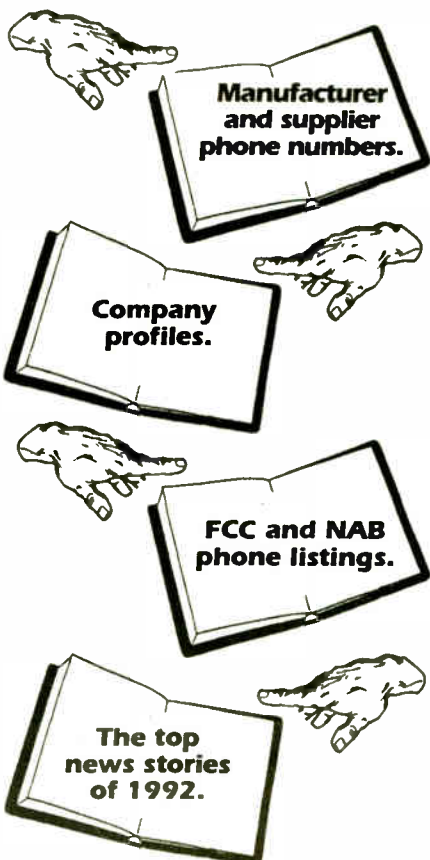 Manufacturer
and supplier
phone numbers.
Company
profiles.
FCC and NAB
phone listings.
The top
news stories
of 1992.